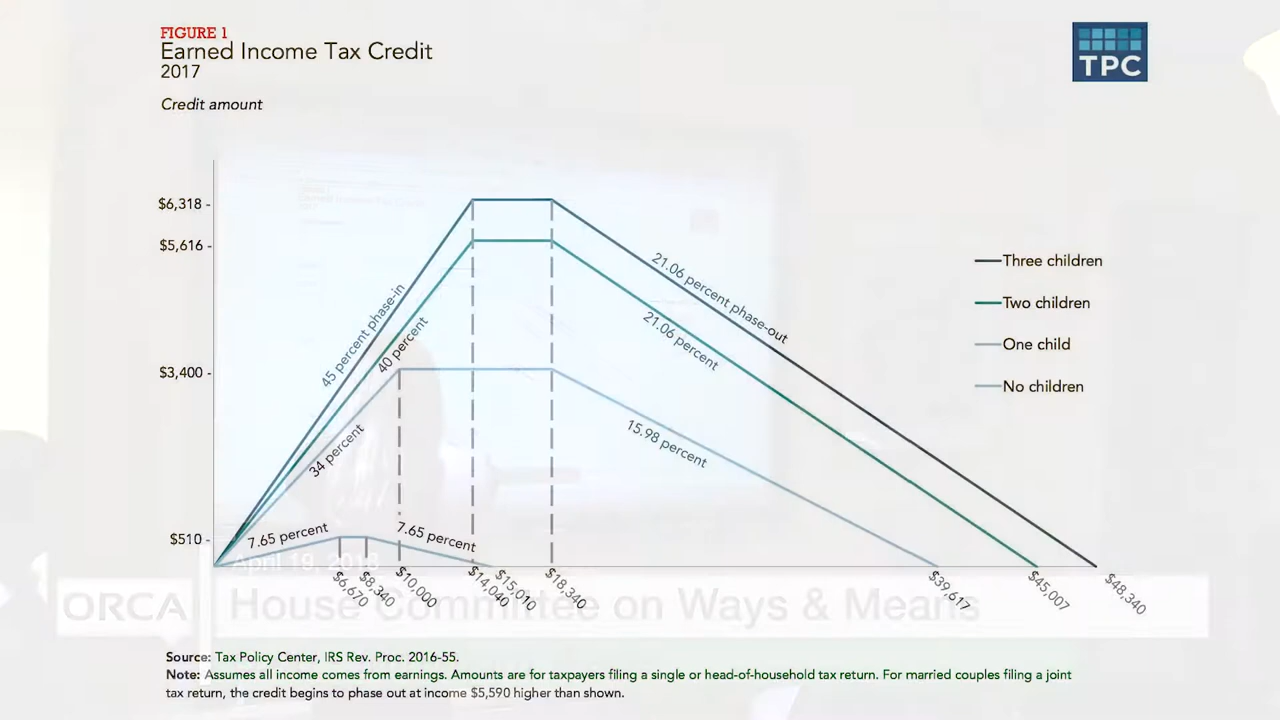 FIGURE 1
Earned Income Tax Credit
2017
TPC
Credit amount
$6,318
$5,616
$3,400
$510
45 percent phase-in
40 percent
34 percent
7.65 percent
7.65 percent
21.06 percent phase-out
21.06 percent
15.98 percent
Three children
Two children
One child
No children
$6,670
$8,340
$10,000
$14,040
$15,010
$18,340
$39,617
$45,007
$48,340
April 19, 2018
ORCA
House Committee on Ways & Means
Source: Tax Policy Center, IRS Rev. Proc. 2016-55.
Note: Assumes all income comes from earnings. Amounts are for taxpayers filing a single or head-of-household tax return. For married couples filing a joint
tax return, the credit begins to phase out at income $5,590 higher than shown.